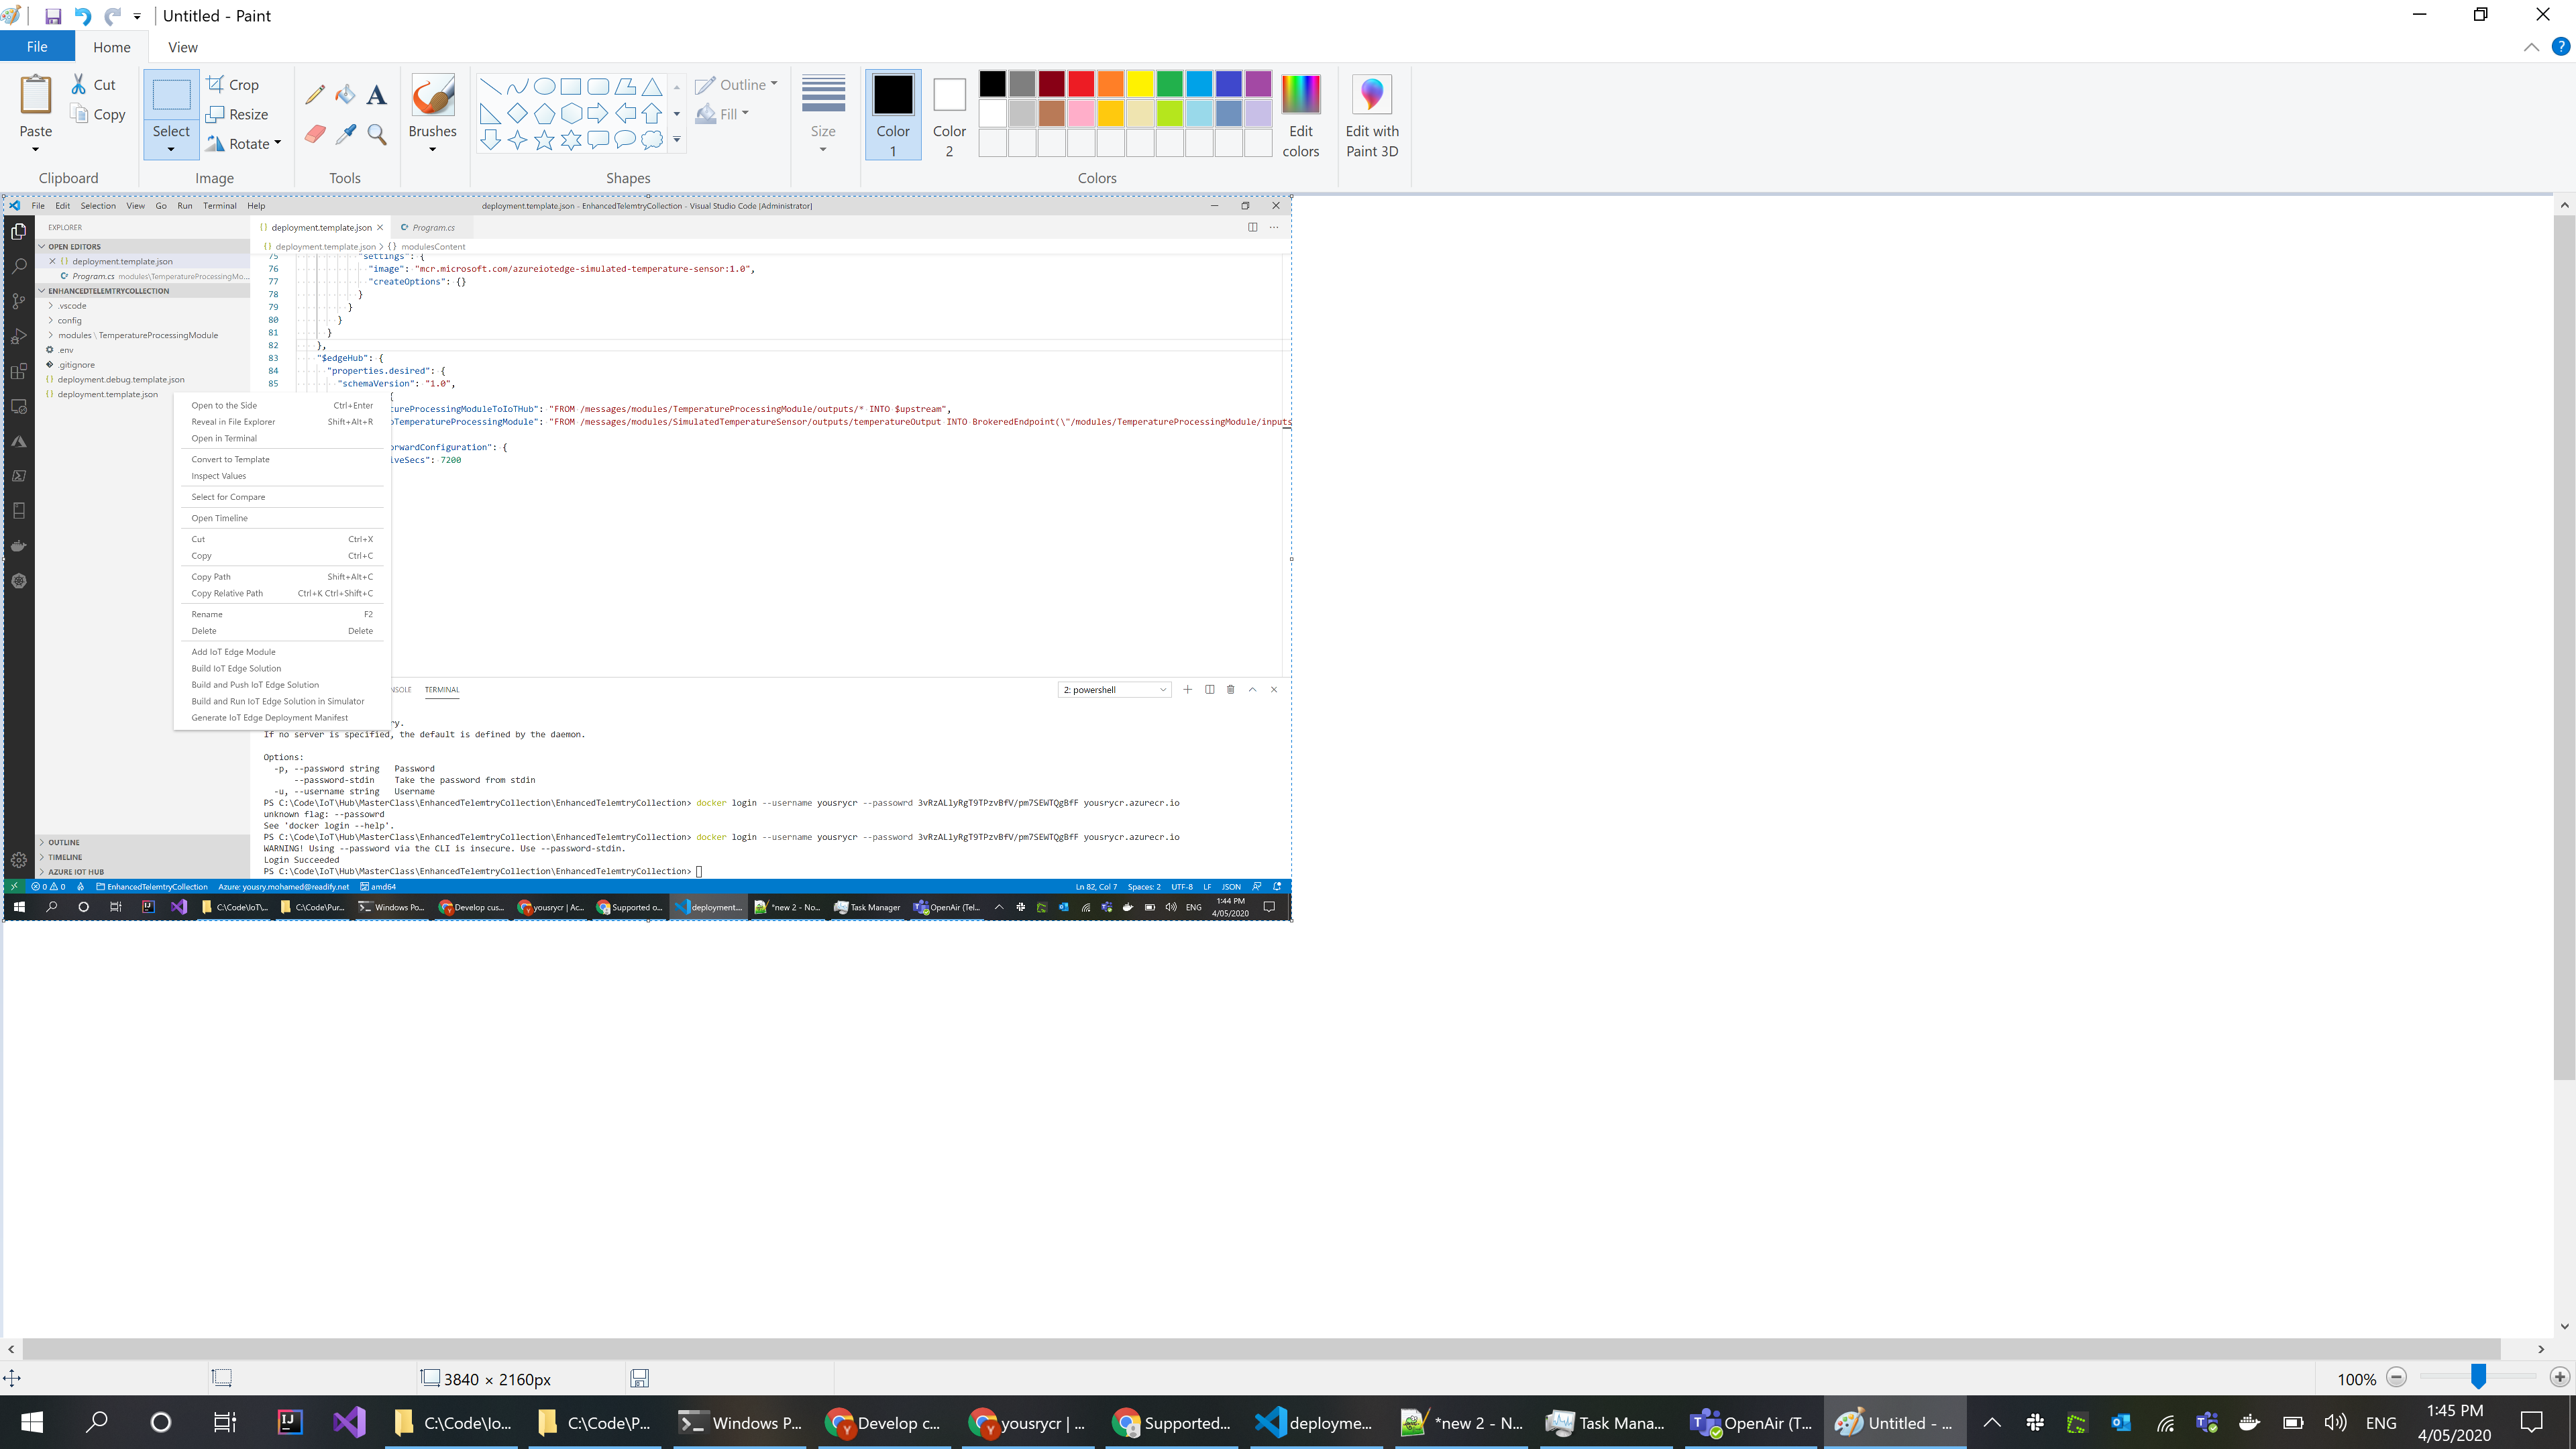 Untitled - Paint
File Home View
Cut
Copy
Paste
Clipboard
Crop
Resize
Rotate
Select
Image
Tools
Brushes
Outline
Fill
Shapes
Size
Color 1
Color 2
Edit colors
Colors
Edit with Paint 3D
File Edit Selection View Go Run Terminal Help
deployment.template.json - EnhancedTelemtryCollection - Visual Studio Code [Administrator]
EXPLORER
OPEN EDITORS
deployment.template.json
Program.cs modules\TemperatureProcessingMo...
ENHANCEDTELEMTRYCOLLECTION
.vscode
config
modules \ TemperatureProcessingModule
.env
.gitignore
deployment.debug.template.json
deployment.template.json
OUTLINE
TIMELINE
AZURE IOT HUB
deployment.template.json Program.cs
deployment.template.json > {} modulesContent
75 "settings": {
76 "image": "mcr.microsoft.com/azureiotedge-simulated-temperature-sensor:1.0",
77 "createOptions": {}
78 }
79 }
80 }
81 }
82 },
83 "$edgeHub": {
84 "properties.desired": {
85 "schemaVersion": "1.0",
{
tureProcessingModuleToIoTHub": "FROM /messages/modules/TemperatureProcessingModule/outputs/* INTO $upstream",
oTemperatureProcessingModule": "FROM /messages/modules/SimulatedTemperatureSensor/outputs/temperatureOutput INTO BrokeredEndpoint(\"/modules/TemperatureProcessingModule/inputs
orwardConfiguration": {
iveSecs": 7200
Open to the Side Ctrl+Enter
Reveal in File Explorer Shift+Alt+R
Open in Terminal
Convert to Template
Inspect Values
Select for Compare
Open Timeline
Cut Ctrl+X
Copy Ctrl+C
Copy Path Shift+Alt+C
Copy Relative Path Ctrl+K Ctrl+Shift+C
Rename F2
Delete Delete
Add IoT Edge Module
Build IoT Edge Solution
Build and Push IoT Edge Solution
Build and Run IoT Edge Solution in Simulator
Generate IoT Edge Deployment Manifest
NSOLE TERMINAL 2: powershell
ry.
If no server is specified, the default is defined by the daemon.
Options:
-p, --password string Password
--password-stdin Take the password from stdin
-u, --username string Username
PS C:\Code\IoT\Hub\MasterClass\EnhancedTelemtryCollection\EnhancedTelemtryCollection> docker login --username yousrycr --passowrd 3vRzALlyRgT9TPzvBfV/pm7SEWTQgBfF yousrycr.azurecr.io
unknown flag: --passowrd
See 'docker login --help'.
PS C:\Code\IoT\Hub\MasterClass\EnhancedTelemtryCollection\EnhancedTelemtryCollection> docker login --username yousrycr --password 3vRzALlyRgT9TPzvBfV/pm7SEWTQgBfF yousrycr.azurecr.io
WARNING! Using --password via the CLI is insecure. Use --password-stdin.
Login Succeeded
PS C:\Code\IoT\Hub\MasterClass\EnhancedTelemtryCollection\EnhancedTelemtryCollection>
0 0 EnhancedTelemtryCollection Azure: yousry.mohamed@readify.net amd64 Ln 82, Col 7 Spaces: 2 UTF-8 LF JSON
C:\Code\IoT\... C:\Code\Pur... Windows Po... Develop cus... yousrycr | Ac... Supported o... deployment... *new 2 - No... Task Manager OpenAir (Tel... ENG 1:44 PM
4/05/2020
3840 × 2160px 100%
C:\Code\Io... C:\Code\P... Windows P... Develop c... yousrycr | ... Supported... deployme... *new 2 - N... Task Mana... OpenAir (T... Untitled - ... ENG 1:45 PM
4/05/2020